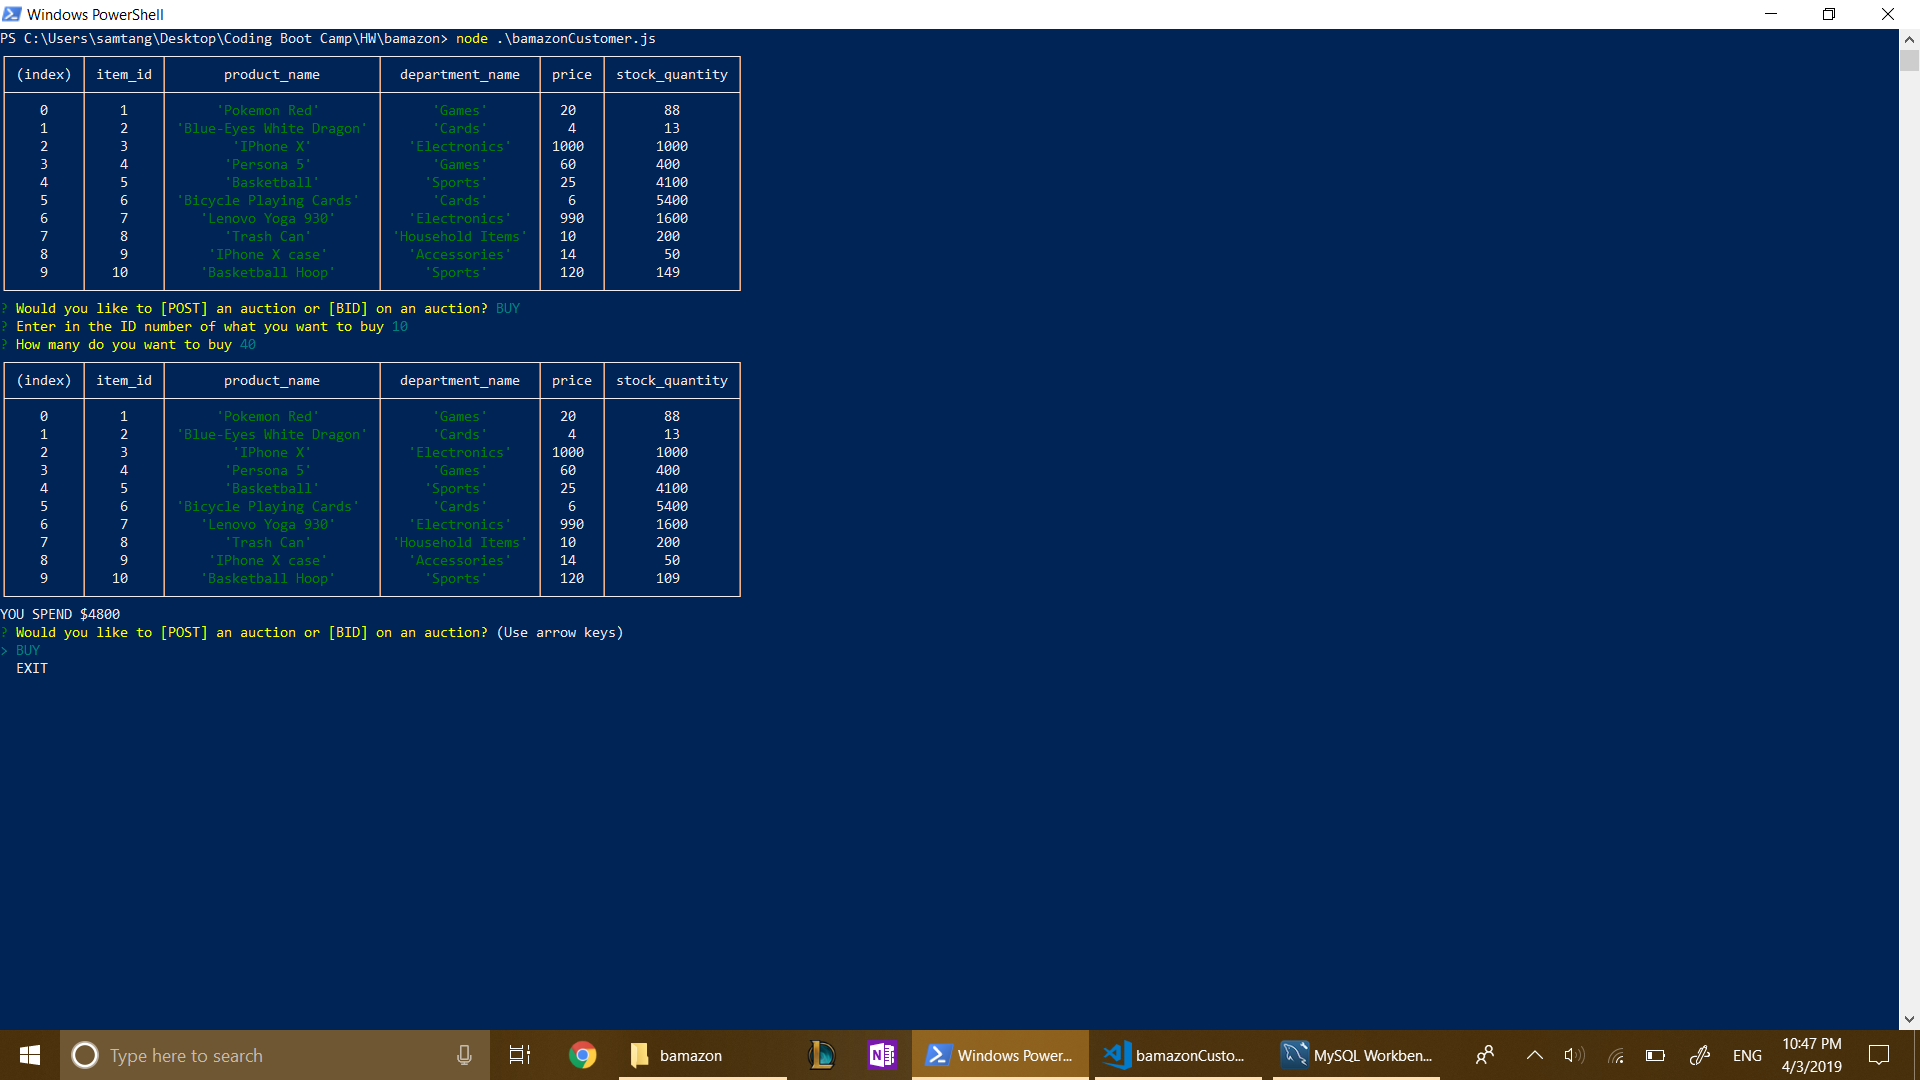 Windows PowerShell
PS C:\Users\samtang\Desktop\Coding Boot Camp\HW\bamazon> node .\bamazonCustomer.js
(index) item_id product_name department_name price stock_quantity
0 1 'Pokemon Red' 'Games' 20 88
1 2 'Blue-Eyes White Dragon' 'Cards' 4 13
2 3 'IPhone X' 'Electronics' 1000 1000
3 4 'Persona 5' 'Games' 60 400
4 5 'Basketball' 'Sports' 25 4100
5 6 'Bicycle Playing Cards' 'Cards' 6 5400
6 7 'Lenovo Yoga 930' 'Electronics' 990 1600
7 8 'Trash Can' 'Household Items' 10 200
8 9 'IPhone X case' 'Accessories' 14 50
9 10 'Basketball Hoop' 'Sports' 120 149
? Would you like to [POST] an auction or [BID] on an auction? BUY
? Enter in the ID number of what you want to buy 10
? How many do you want to buy 40
(index) item_id product_name department_name price stock_quantity
0 1 'Pokemon Red' 'Games' 20 88
1 2 'Blue-Eyes White Dragon' 'Cards' 4 13
2 3 'IPhone X' 'Electronics' 1000 1000
3 4 'Persona 5' 'Games' 60 400
4 5 'Basketball' 'Sports' 25 4100
5 6 'Bicycle Playing Cards' 'Cards' 6 5400
6 7 'Lenovo Yoga 930' 'Electronics' 990 1600
7 8 'Trash Can' 'Household Items' 10 200
8 9 'IPhone X case' 'Accessories' 14 50
9 10 'Basketball Hoop' 'Sports' 120 109
YOU SPEND $4800
? Would you like to [POST] an auction or [BID] on an auction? (Use arrow keys)
> BUY
EXIT
Type here to search
bamazon
Windows Power...
bamazonCusto...
MySQL Workben...
ENG
10:47 PM
4/3/2019